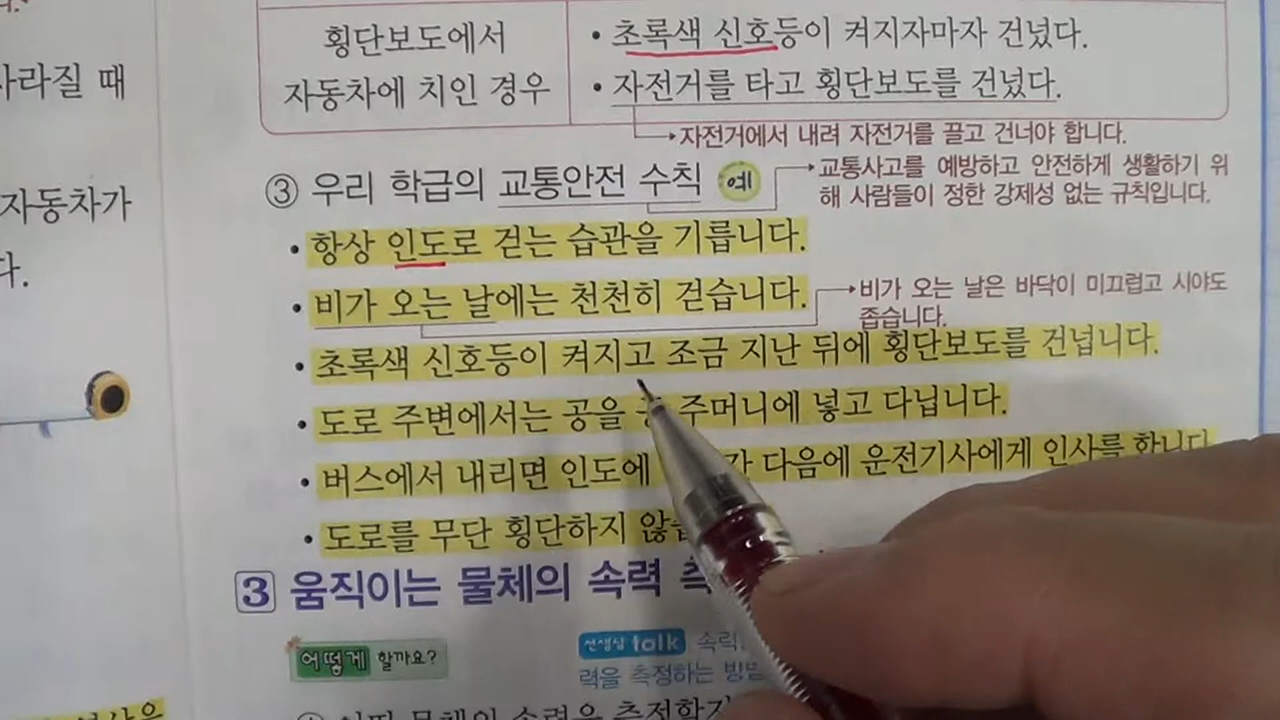 사라질 때
자동차가
다.
횡단보도에서
자동차에 치인 경우
• 초록색 신호등이 켜지자마자 건넜다.
• 자전거를 타고 횡단보도를 건넜다.
자전거에서 내려 자전거를 끌고 건너야 합니다.
③ 우리 학급의 교통안전 수칙 예
교통사고를 예방하고 안전하게 생활하기 위
해 사람들이 정한 강제성 없는 규칙입니다.
• 항상 인도로 걷는 습관을 기릅니다.
• 비가 오는 날에는 천천히 걷습니다.
비가 오는 날은 바닥이 미끄럽고 시야도
좁습니다.
• 초록색 신호등이 켜지고 조금 지난 뒤에 횡단보도를 건넙니다.
• 도로 주변에서는 공을 주머니에 넣고 다닙니다.
• 버스에서 내리면 인도에 다음에 운전기사에게 인사를 합니다
• 도로를 무단 횡단하지
3 움직이는 물체의 속력
어떻게 할까요?
선생님 talk 속력
력을 측정하는 방법
물체의 속력을 측정할